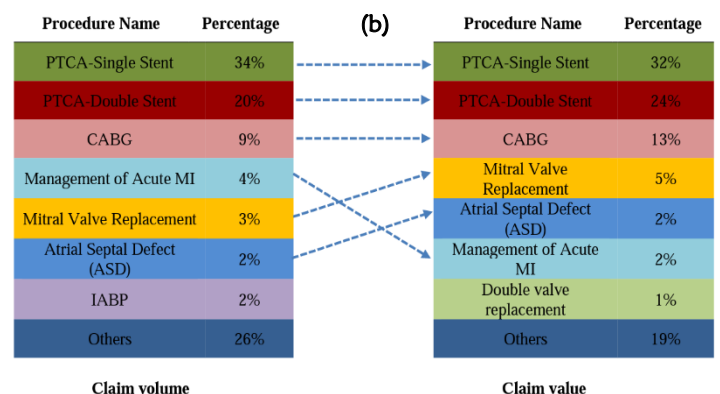 Procedure Name Percentage (b) Procedure Name Percentage
PTCA-Single Stent 34% PTCA-Single Stent 32%
PTCA-Double Stent 20% PTCA-Double Stent 24%
CABG 9% CABG 13%
Management of Acute MI 4% Mitral Valve
Replacement 5%
Mitral Valve Replacement 3% Atrial Septal Defect
(ASD) 2%
Atrial Septal Defect
(ASD) 2% Management of Acute
MI 2%
IABP 2% Double valve
replacement 1%
Others 26% Others 19%
Claim volume Claim value